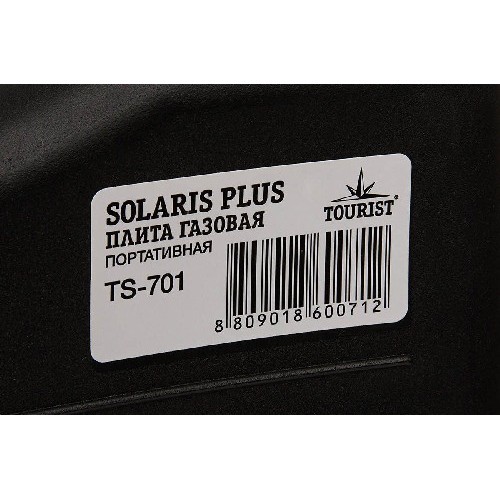 SOLARIS PLUS
ПЛИТА ГАЗОВАЯ
ПОРТАТИВНАЯ
TS-701
TOURIST®
8 809018 600712